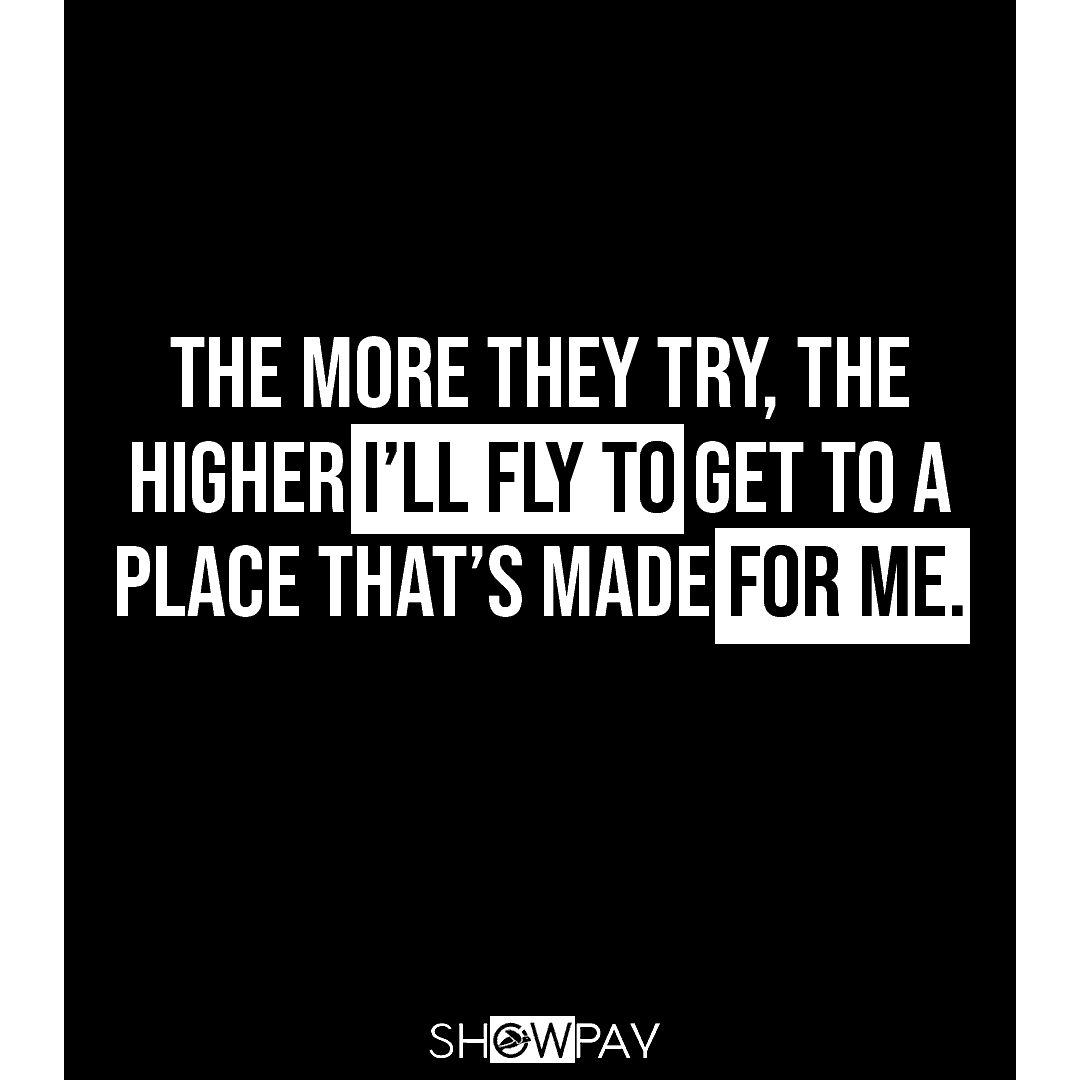 THE MORE THEY TRY, THE
HIGHER I’LL FLY TO GET TO A
PLACE THAT’S MADE FOR ME.
SHOWPAY